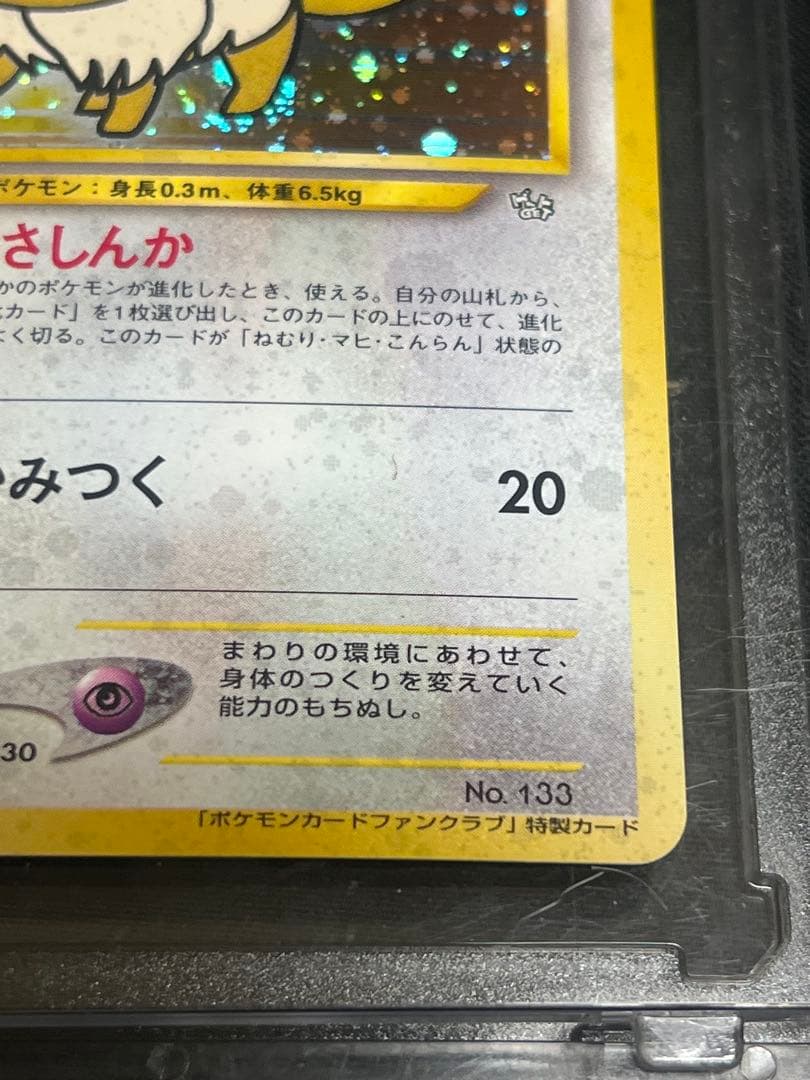 ポケモン：身長0.3m、体重6.5kg
GET
さしんか
かのポケモンが進化したとき、使える。自分の山札から、
カード」を1枚選び出し、このカードの上にのせて、進化
よく切る。このカードが「ねむり・マヒ・こんらん」状態の
かみつく 20
まわりの環境にあわせて、
身体のつくりを変えていく
能力のもちぬし。
30
No. 133
「ポケモンカードファンクラブ」特製カード